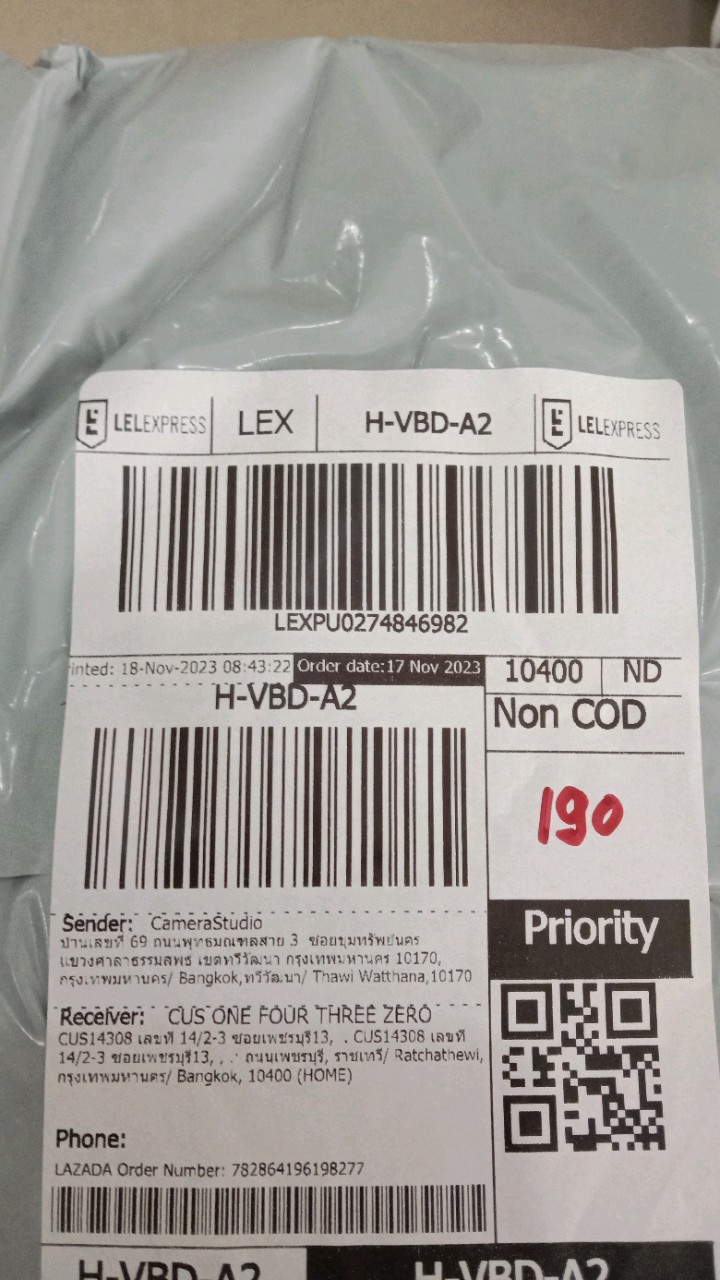 LELEXPRESS LEX H-VBD-A2 LELEXPRESS
LEXPU0274846982
inted: 18-Nov-2023 08:43:22 Order date:17 Nov 2023 10400 ND
H-VBD-A2
Non COD
190
Priority
Sender: CameraStudio
บ้านเลขที่ 69 ถนนพุทธมณฑลสาย 3 ซอยขุมทรัพย์นคร
แขวงศาลาธรรมสพน์ เขตทวีวัฒนา กรุงเทพมหานคร 10170,
กรุงเทพมหานคร/ Bangkok,ทวีวัฒนา/ Thawi Watthana,10170
Receiver: CUS ONE FOUR THREE ZERO
CUS14308 เลขที่ 14/2-3 ซอยเพชรบุรี13, . CUS14308 เลขที่
14/2-3 ซอยเพชรบุรี13, , . ถนนเพชรบุรี, ราชเทวี/ Ratchathewi,
กรุงเทพมหานคร/ Bangkok, 10400 (HOME)
Phone:
LAZADA Order Number: 782864196198277
H-VBD-A2 H-VBD-A2